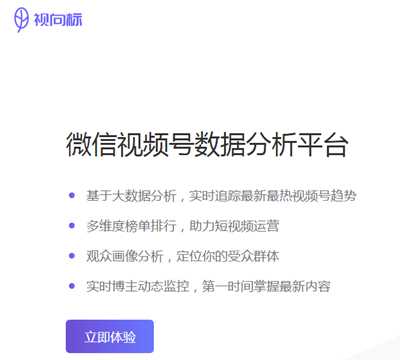 视向标
微信视频号数据分析平台
基于大数据分析，实时追踪最新最热视频号趋势
多维度榜单排行，助力短视频运营
观众画像分析，定位你的受众群体
实时博主动态监控，第一时间掌握最新内容
立即体验